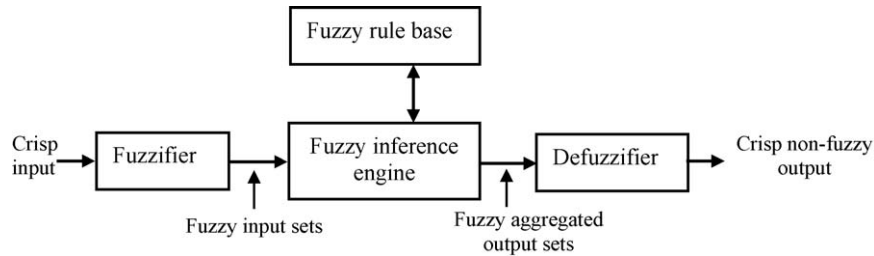 Fuzzy rule base
Crisp
input
Fuzzifier
Fuzzy inference
engine
Defuzzifier
Crisp non-fuzzy
output
Fuzzy input sets
Fuzzy aggregated
output sets